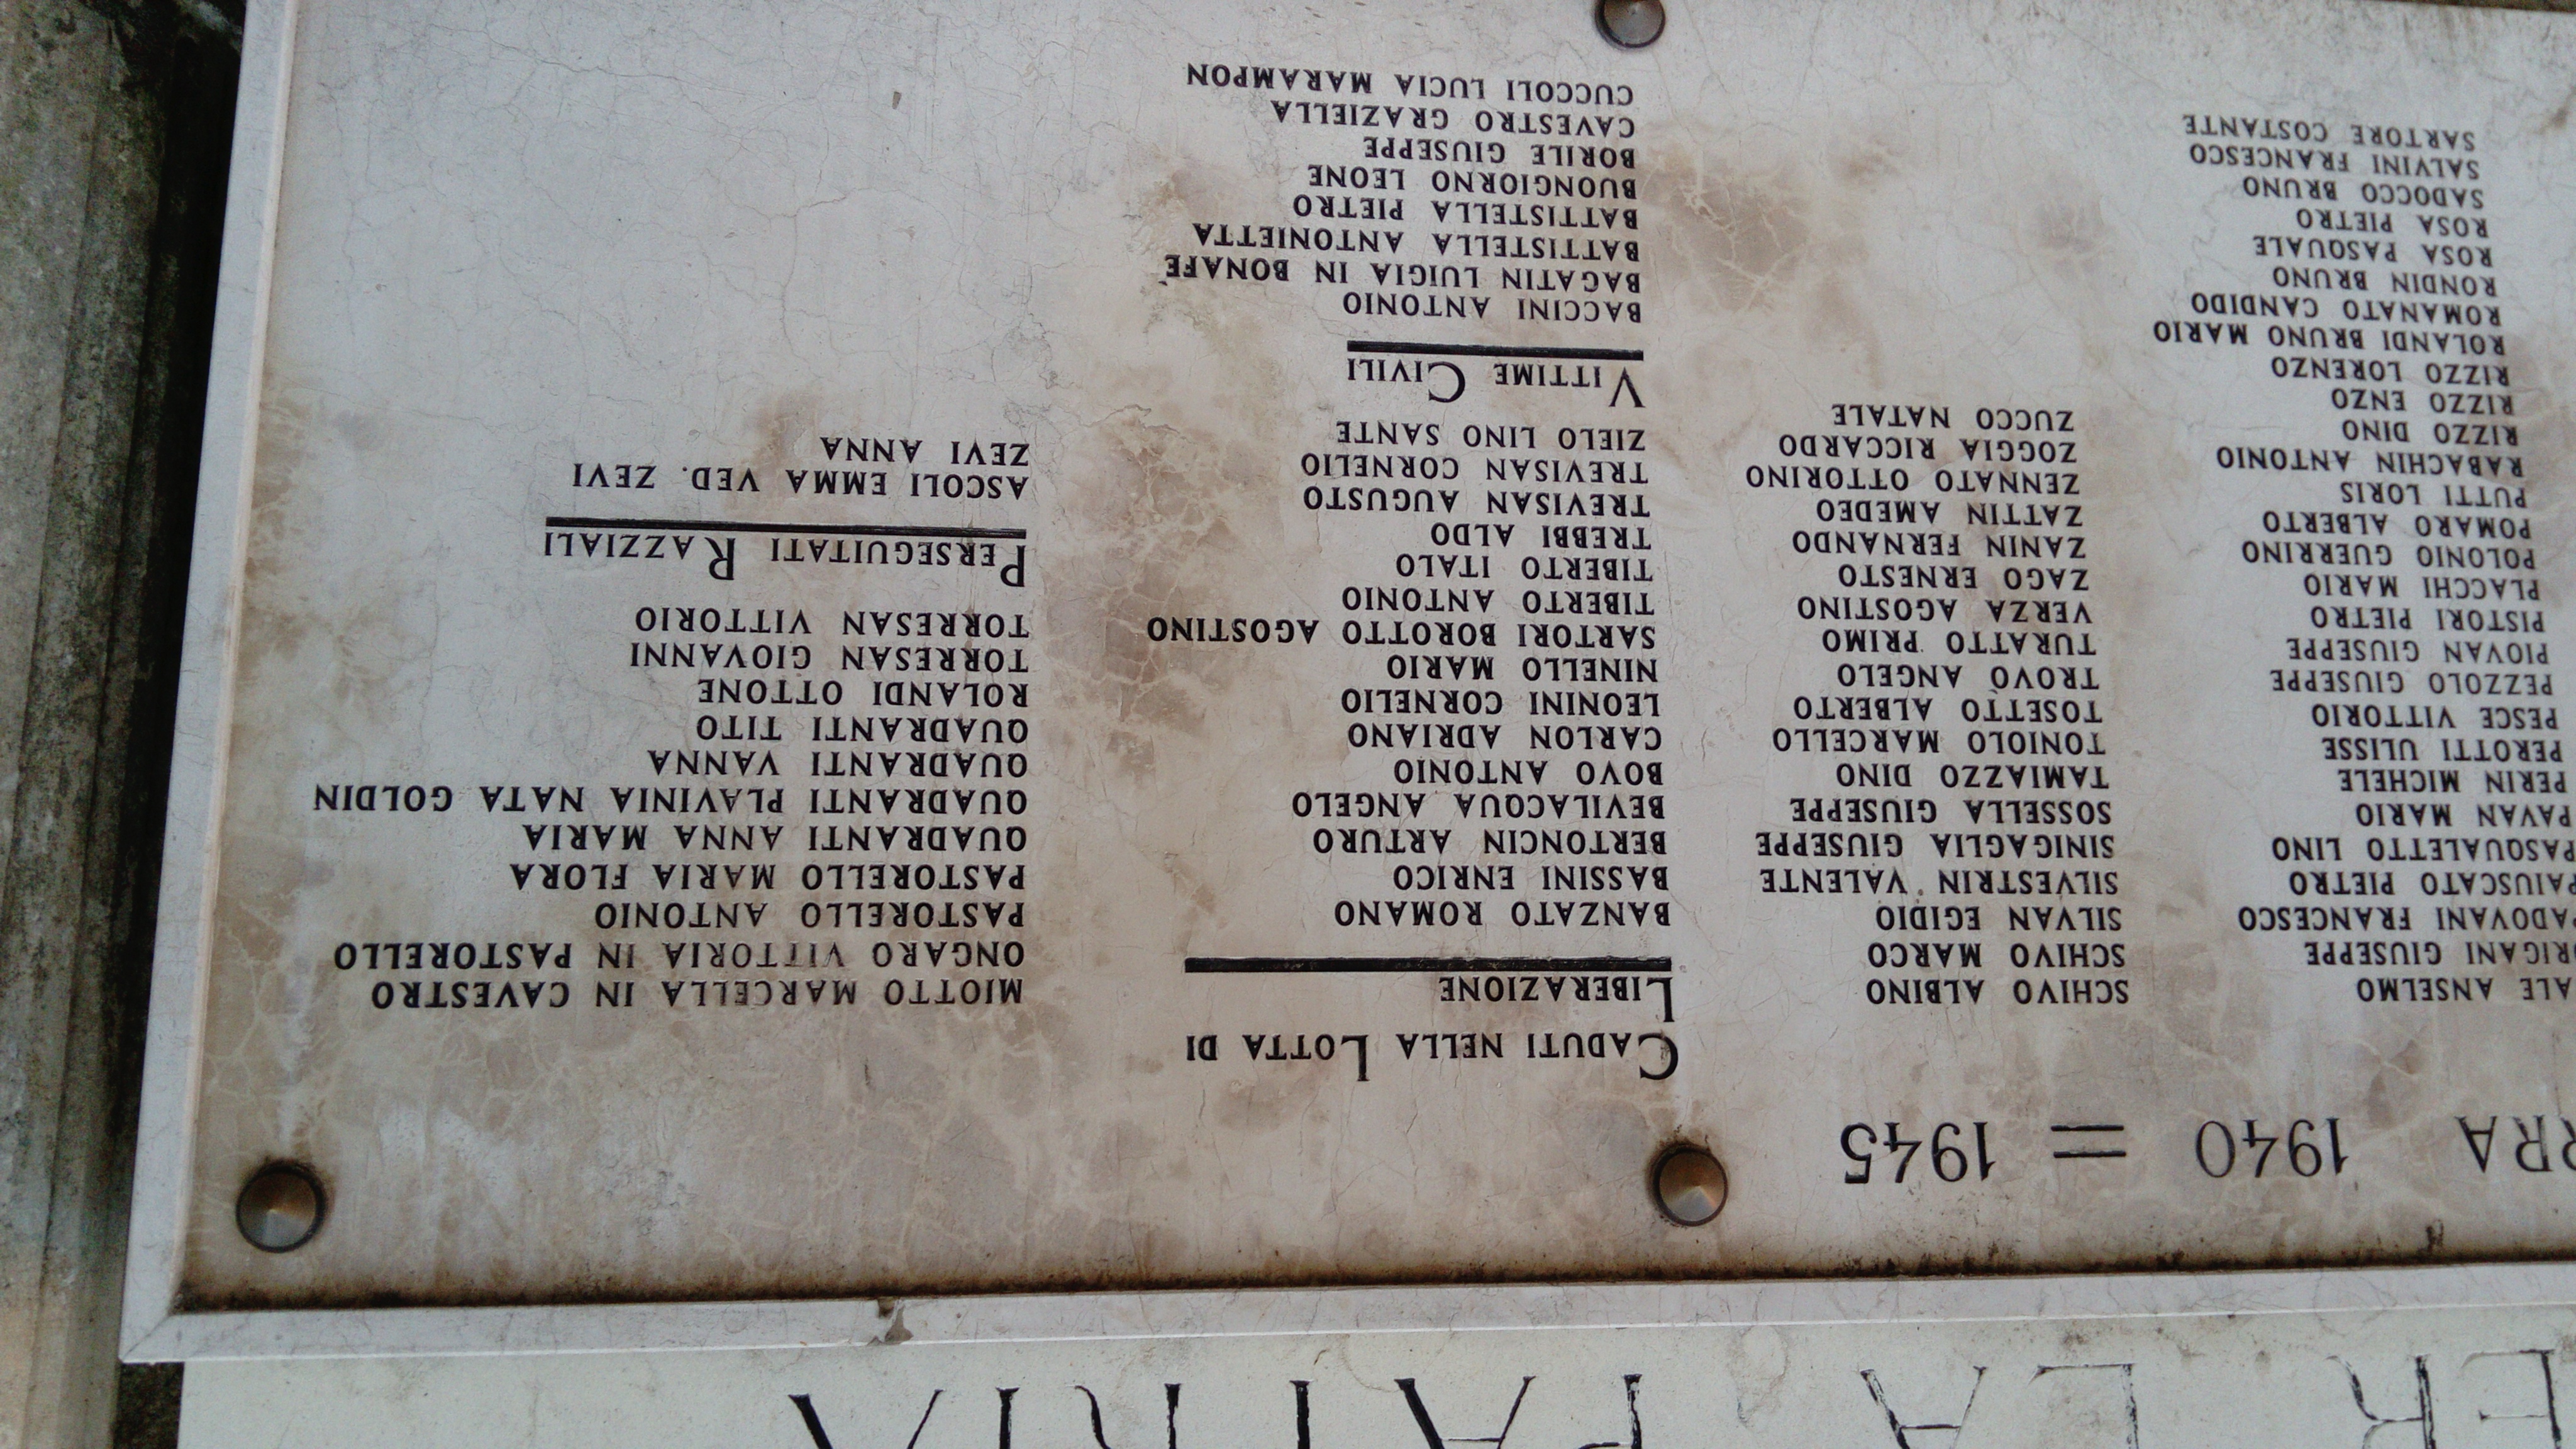 ER LA PATRIA
RRA 1940 = 1945
ALE ANSELMO
RIGANI GIUSEPPE
ADOVANI FRANCESCO
PAIUSCATO PIETRO
PASQUALETTO LINO
PAVAN MARIO
PERIN MICHELE
PEROTTI ULISSE
PESCE VITTORIO
PEZZOLO GIUSEPPE
PIOVAN GIUSEPPE
PISTORI PIETRO
PLACCHI MARIO
POLONIO GUERRINO
POMARO ALBERTO
PUTTI LORIS
RABACHIN ANTONIO
RIZZO DINO
RIZZO ENZO
RIZZO LORENZO
ROLANDI BRUNO MARIO
ROMANATO CANDIDO
RONDIN BRUNO
ROSA PASQUALE
ROSA PIETRO
SADOCCO BRUNO
SALVINI FRANCESCO
SARTORE COSTANTE
SCHIVO ALBINO
SCHIVO MARCO
SILVAN EGIDIO
SILVESTRIN VALENTE
SINIGAGLIA GIUSEPPE
SOSSELLA GIUSEPPE
TAMIAZZO DINO
TONIOLO MARCELLO
TOSETTO ALBERTO
TROVÒ ANGELO
TURATTO PRIMO
VERZA AGOSTINO
ZAGO ERNESTO
ZANIN FERNANDO
ZATTIN AMEDEO
ZENNATO OTTORINO
ZOGGIA RICCARDO
ZUCCO NATALE
CADUTI NELLA LOTTA DI
LIBERAZIONE
BANZATO ROMANO
BASSINI ENRICO
BERTONCIN ARTURO
BEVILACQUA ANGELO
BOVO ANTONIO
CARLON ADRIANO
LEONINI CORNELIO
NINELLO MARIO
SARTORI BOROTTO AGOSTINO
TIBERTO ANTONIO
TIBERTO ITALO
TREBBI ALDO
TREVISAN AUGUSTO
TREVISAN CORNELIO
ZIELO LINO SANTE
VITTIME CIVILI
BACCINI ANTONIO
BAGATIN LUIGIA IN BONAFÈ
BATTISTELLA ANTONIETTA
BATTISTELLA PIETRO
BUONGIORNO LEONE
BORILE GIUSEPPE
CAVESTRO GRAZIELLA
CUCCOLI LUCIA MARAMPON
MIOTTO MARCELLA IN CAVESTRO
ONGARO VITTORIA IN PASTORELLO
PASTORELLO ANTONIO
PASTORELLO MARIA FLORA
QUADRANTI ANNA MARIA
QUADRANTI PLAVINIA NATA GOLDIN
QUADRANTI VANNA
QUADRANTI TITO
ROLANDI OTTONE
TORRESAN GIOVANNI
TORRESAN VITTORIO
PERSEGUITATI RAZZIALI
ASCOLI EMMA VED. ZEVI
ZEVI ANNA